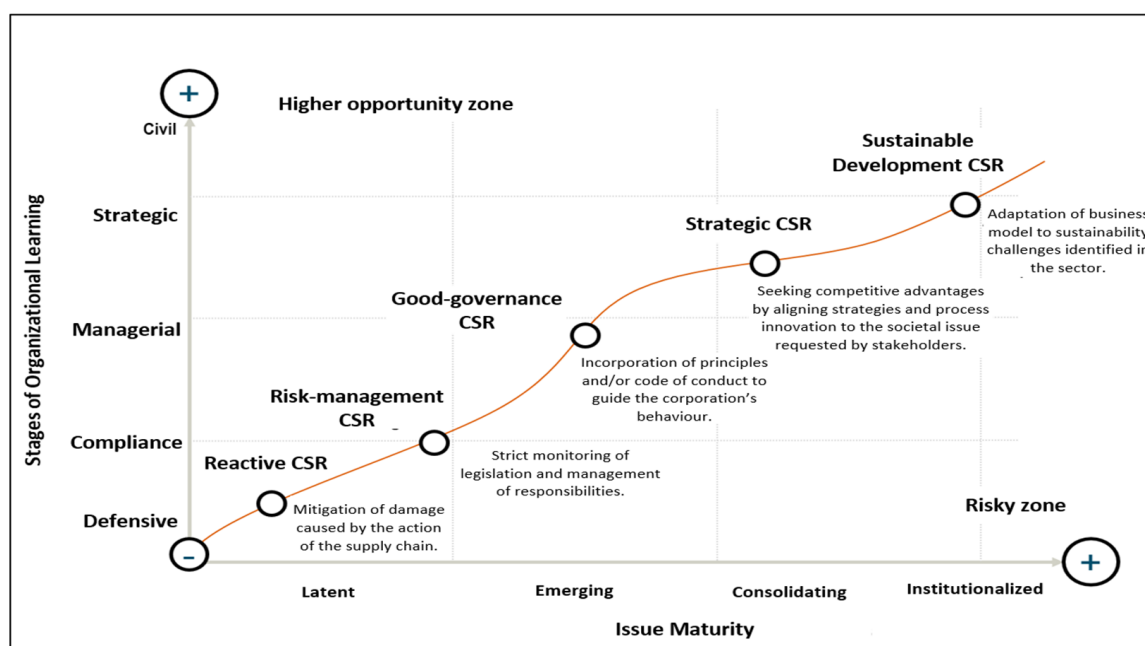 +
Civil
Higher opportunity zone
Sustainable
Development CSR
Strategic
Adaptation of business
model to sustainability
challenges identified in
the sector.
Strategic CSR
Seeking competitive advantages
by aligning strategies and process
innovation to the societal issue
requested by stakeholders.
Good-governance
CSR
Managerial
Incorporation of principles
and/or code of conduct to
guide the corporation's
behaviour.
Risk-management
CSR
Compliance
Strict monitoring of
legislation and management
of responsibilities.
Reactive CSR
Mitigation of damage
caused by the action
of the supply chain.
Defensive
Risky zone
-
+
Stages of Organizational Learning
Latent
Emerging
Consolidating
Institutionalized
Issue Maturity